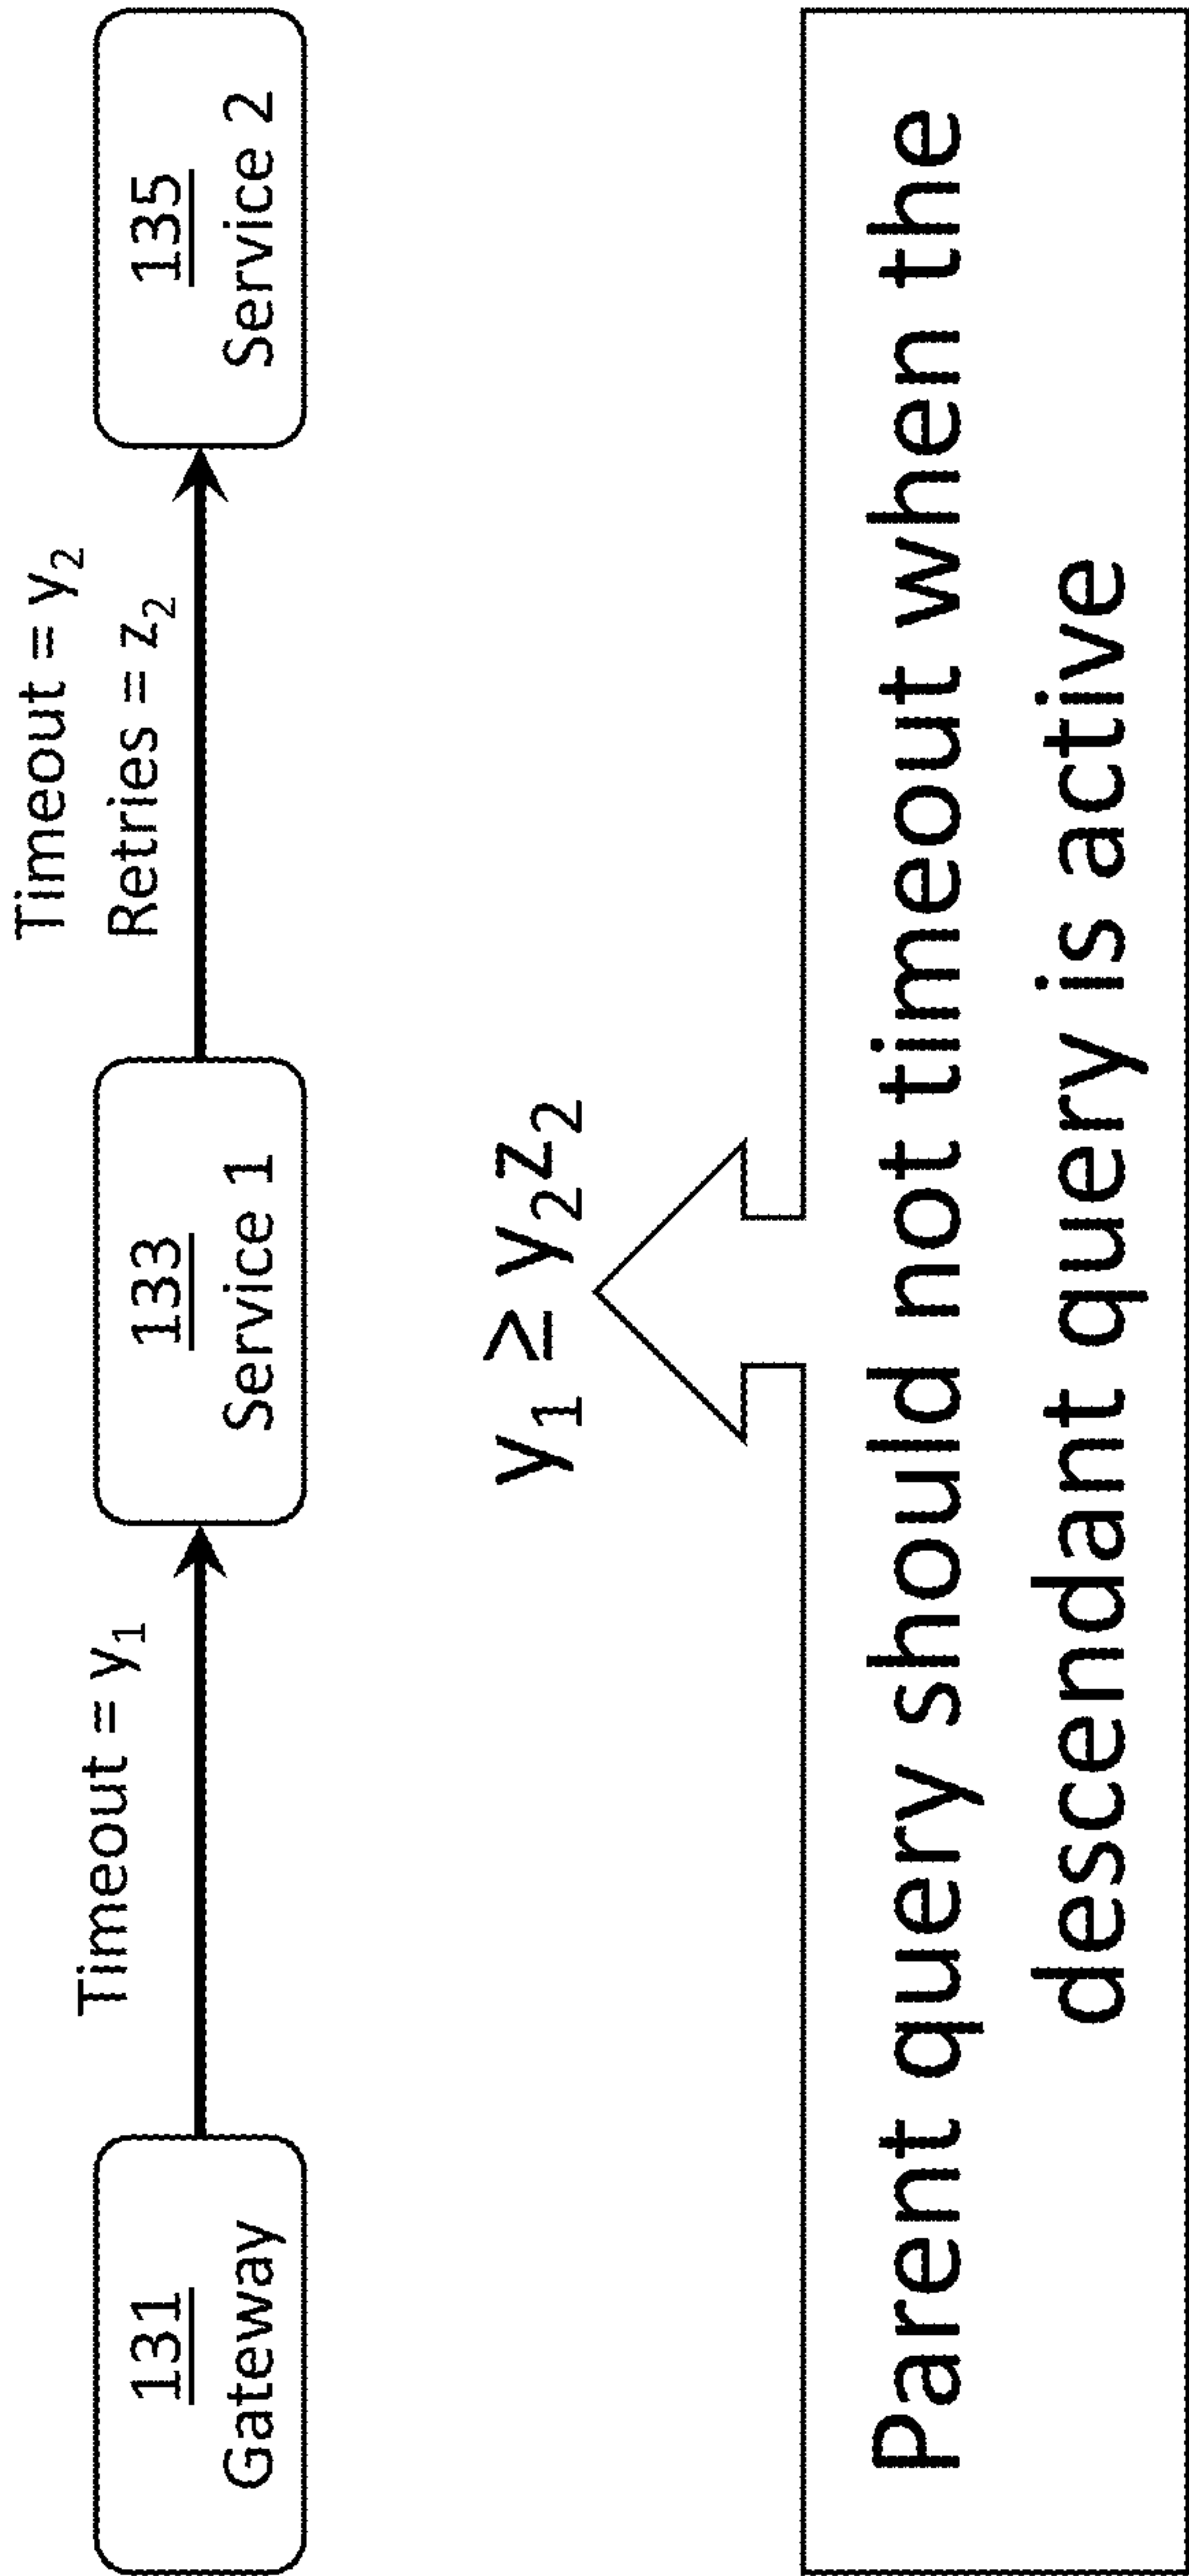 131
Gateway
Timeout = y₁
133
Service 1
Timeout = y₂
Retries = z₂
135
Service 2
y₁ ≥ y₂z₂
Parent query should not timeout when the
descendant query is active